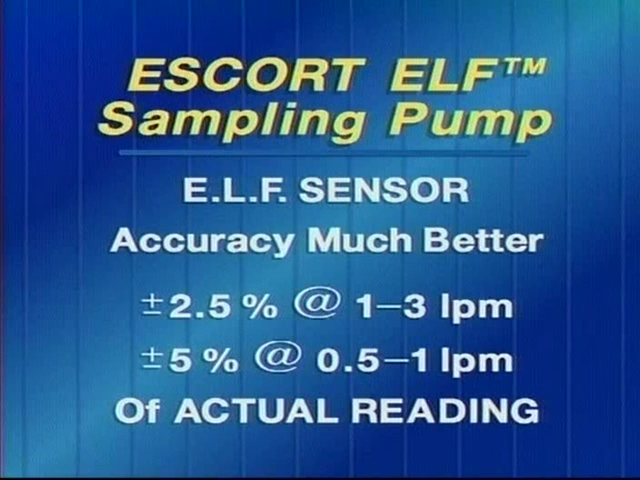 ESCORT ELF™
Sampling Pump
E.L.F. SENSOR
Accuracy Much Better
±2.5 % @ 1–3 lpm
±5 % @ 0.5–1 lpm
Of ACTUAL READING